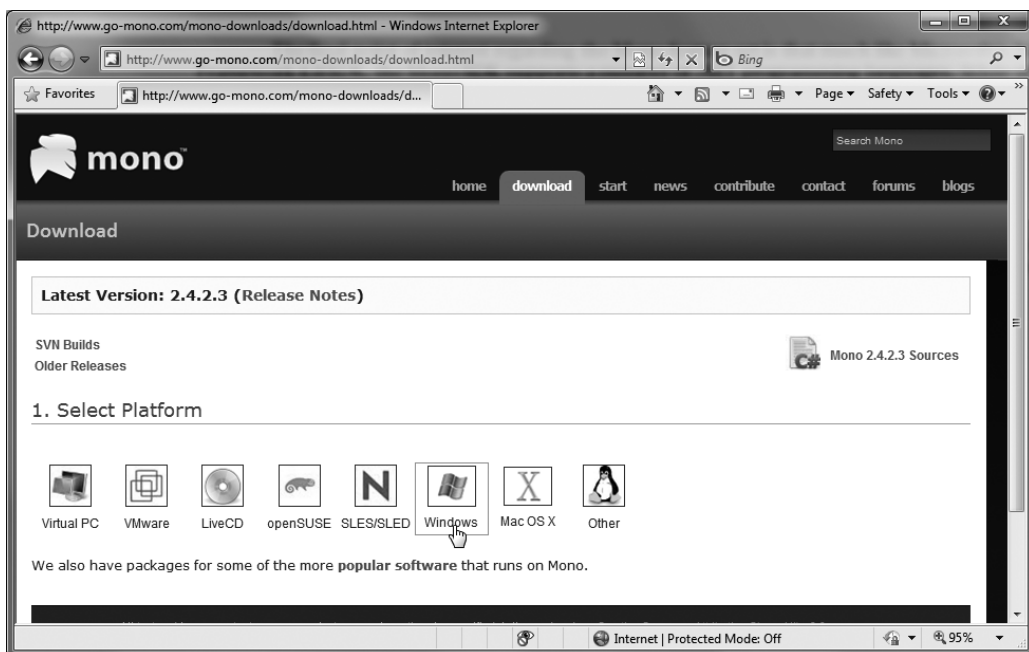 http://www.go-mono.com/mono-downloads/download.html - Windows Internet Explorer
http://www.go-mono.com/mono-downloads/download.html
Bing
Favorites
http://www.go-mono.com/mono-downloads/d...
Page
Safety
Tools
mono
Search Mono
home
download
start
news
contribute
contact
forums
blogs
Download
Latest Version: 2.4.2.3 (Release Notes)
SVN Builds
Older Releases
C#
Mono 2.4.2.3 Sources
1. Select Platform
N
X
Virtual PC
VMware
LiveCD
openSUSE
SLES/SLED
Windows
Mac OS X
Other
We also have packages for some of the more popular software that runs on Mono.
Internet | Protected Mode: Off
95%